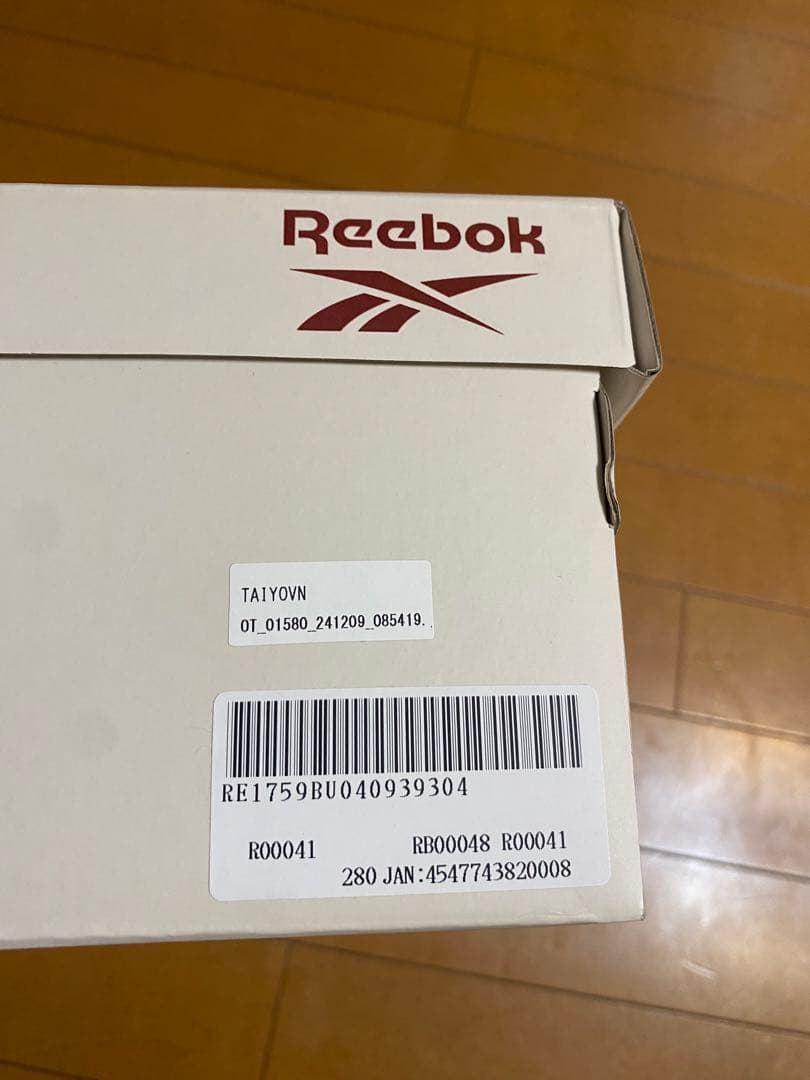 Reebok
TAIYOVN
OT_01580_241209_085419.
RE1759BU040939304
R00041 RB00048 R00041
280 JAN:4547743820008